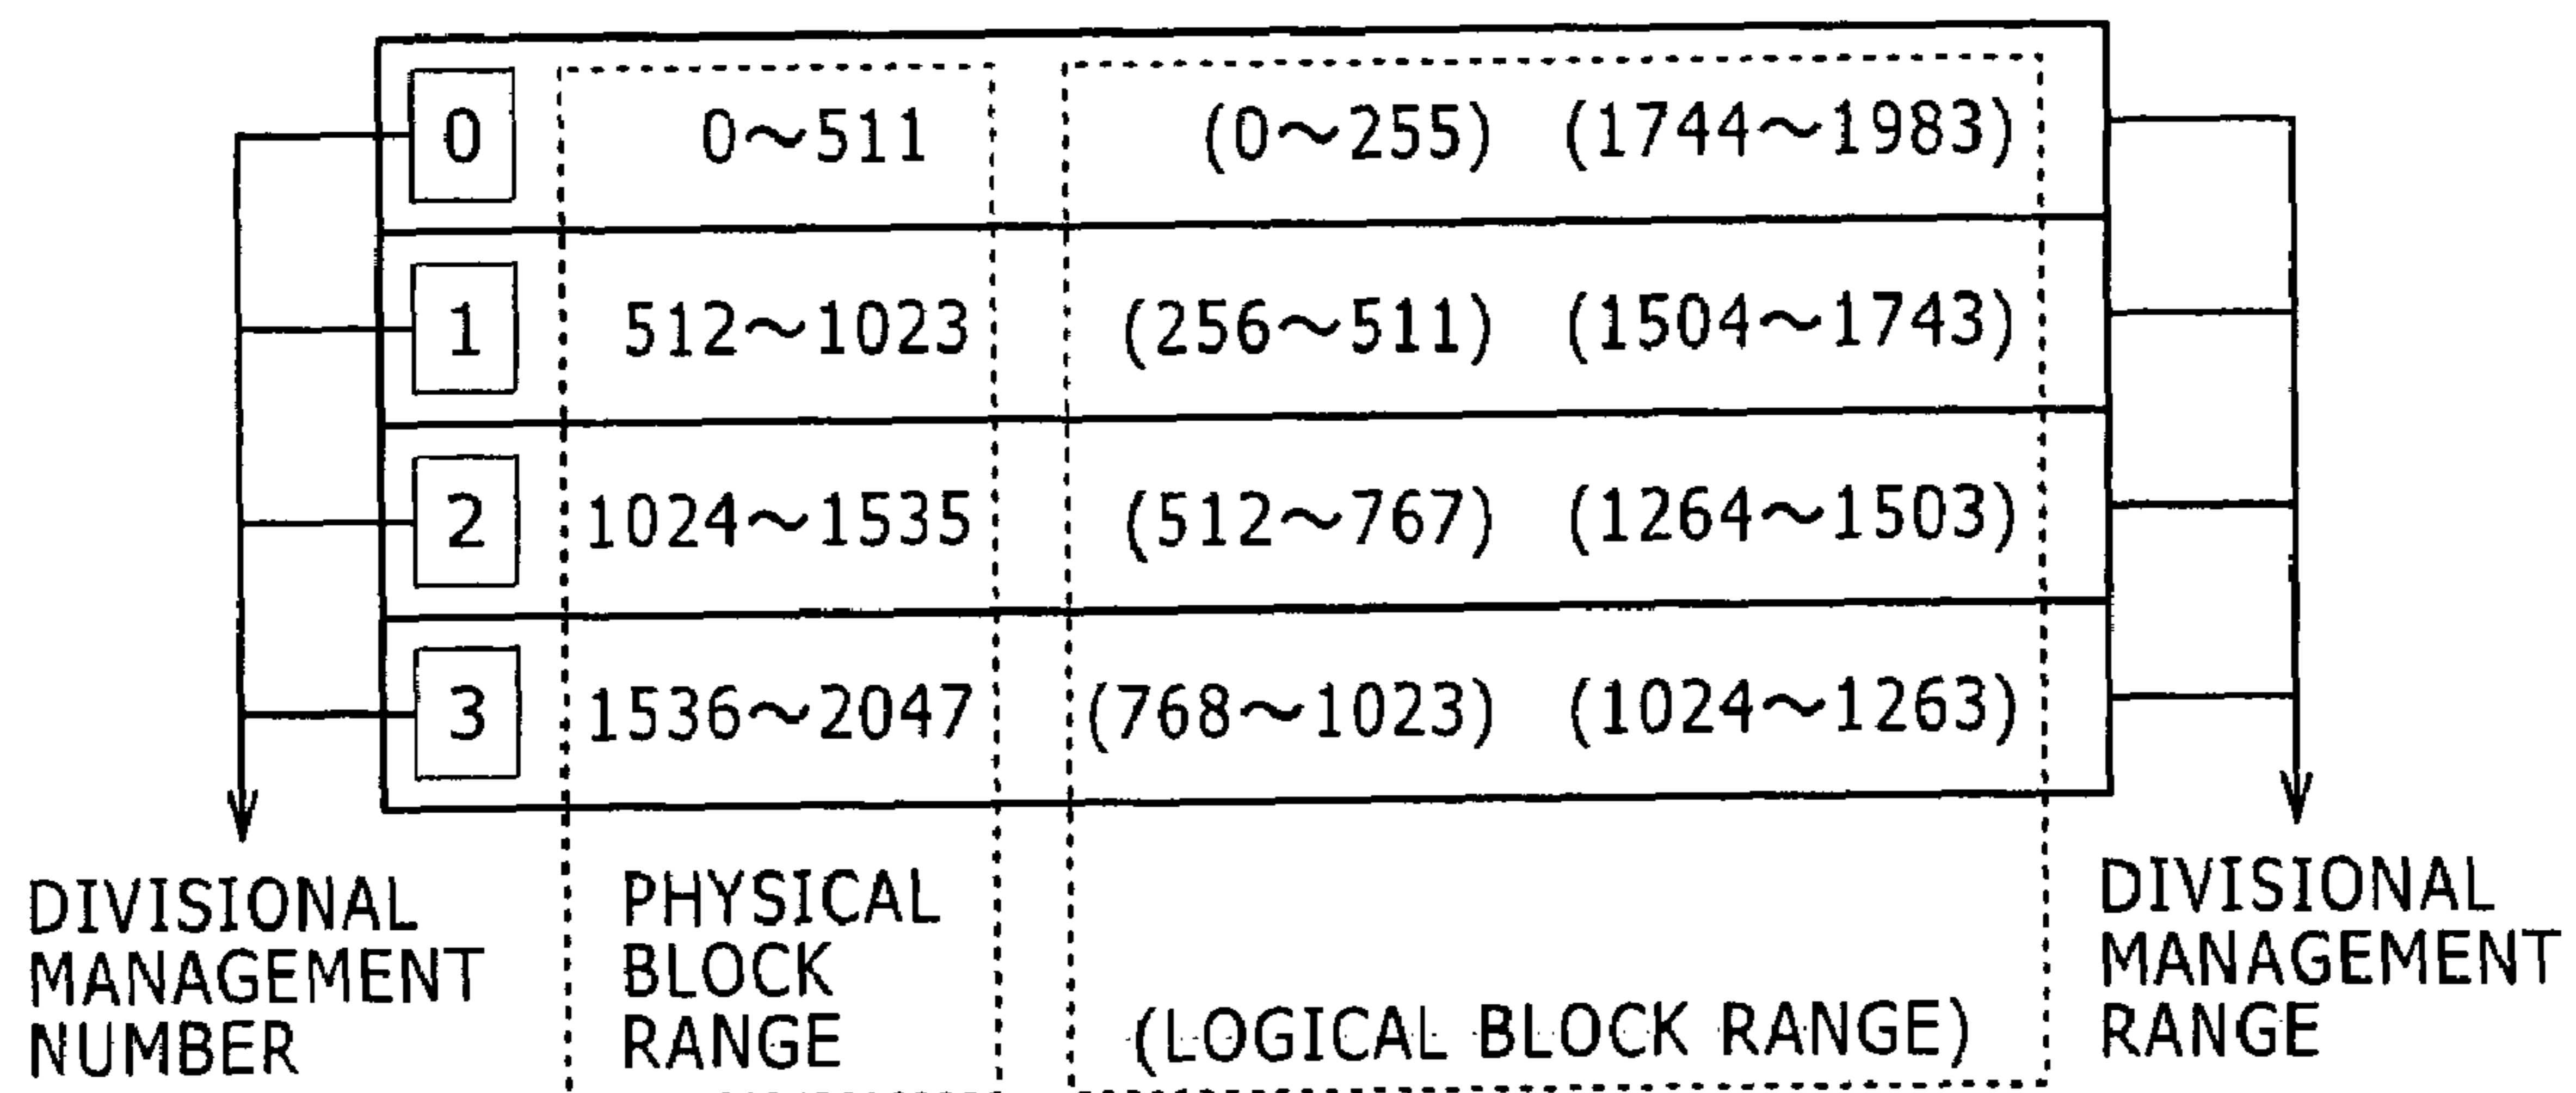 0 0～511 (0～255) (1744～1983)
1 512～1023 (256～511) (1504～1743)
2 1024～1535 (512～767) (1264～1503)
3 1536～2047 (768～1023) (1024～1263)
DIVISIONAL
MANAGEMENT
NUMBER
PHYSICAL
BLOCK
RANGE
(LOGICAL BLOCK RANGE)
DIVISIONAL
MANAGEMENT
RANGE